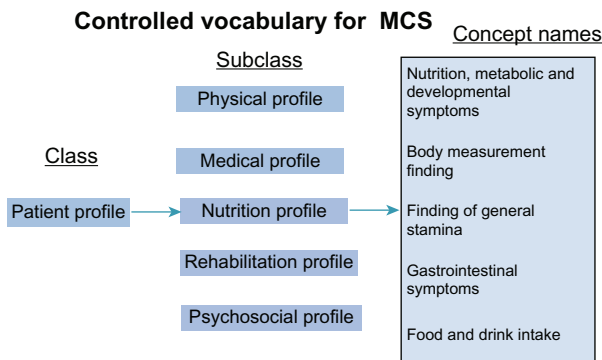 Controlled vocabulary for MCS
Concept names
Subclass
Class
Physical profile
Medical profile
Patient profile
Nutrition profile
Rehabilitation profile
Psychosocial profile
Nutrition, metabolic and
developmental
symptoms
Body measurement
finding
Finding of general
stamina
Gastrointestinal
symptoms
Food and drink intake